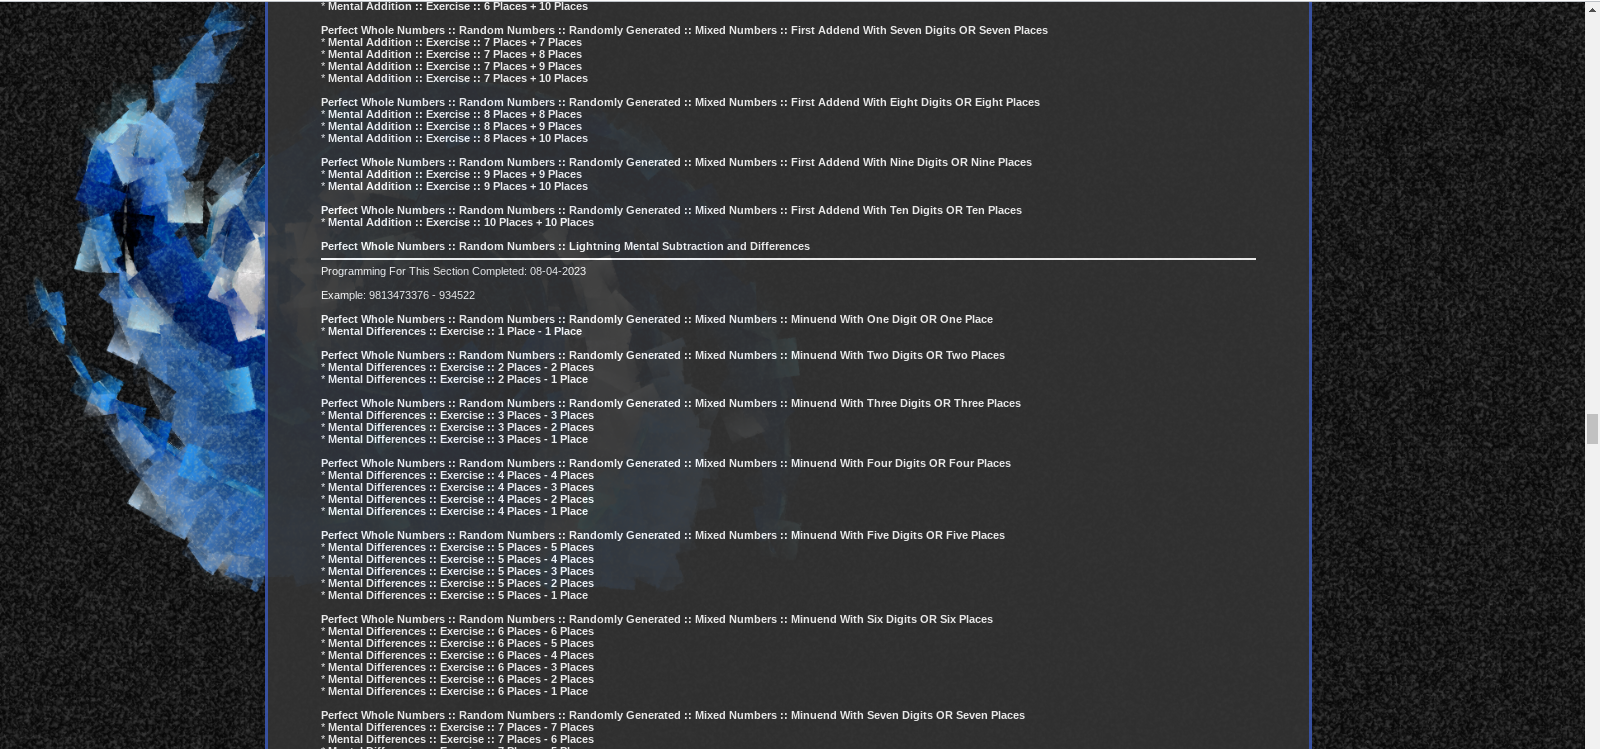 * Mental Addition :: Exercise :: 6 Places + 10 Places
Perfect Whole Numbers :: Random Numbers :: Randomly Generated :: Mixed Numbers :: First Addend With Seven Digits OR Seven Places
* Mental Addition :: Exercise :: 7 Places + 7 Places
* Mental Addition :: Exercise :: 7 Places + 8 Places
* Mental Addition :: Exercise :: 7 Places + 9 Places
* Mental Addition :: Exercise :: 7 Places + 10 Places
Perfect Whole Numbers :: Random Numbers :: Randomly Generated :: Mixed Numbers :: First Addend With Eight Digits OR Eight Places
* Mental Addition :: Exercise :: 8 Places + 8 Places
* Mental Addition :: Exercise :: 8 Places + 9 Places
* Mental Addition :: Exercise :: 8 Places + 10 Places
Perfect Whole Numbers :: Random Numbers :: Randomly Generated :: Mixed Numbers :: First Addend With Nine Digits OR Nine Places
* Mental Addition :: Exercise :: 9 Places + 9 Places
* Mental Addition :: Exercise :: 9 Places + 10 Places
Perfect Whole Numbers :: Random Numbers :: Randomly Generated :: Mixed Numbers :: First Addend With Ten Digits OR Ten Places
* Mental Addition :: Exercise :: 10 Places + 10 Places
Perfect Whole Numbers :: Random Numbers :: Lightning Mental Subtraction and Differences
Programming For This Section Completed: 08-04-2023
Example: 9813473376 - 934522
Perfect Whole Numbers :: Random Numbers :: Randomly Generated :: Mixed Numbers :: Minuend With One Digit OR One Place
* Mental Differences :: Exercise :: 1 Place - 1 Place
Perfect Whole Numbers :: Random Numbers :: Randomly Generated :: Mixed Numbers :: Minuend With Two Digits OR Two Places
* Mental Differences :: Exercise :: 2 Places - 2 Places
* Mental Differences :: Exercise :: 2 Places - 1 Place
Perfect Whole Numbers :: Random Numbers :: Randomly Generated :: Mixed Numbers :: Minuend With Three Digits OR Three Places
* Mental Differences :: Exercise :: 3 Places - 3 Places
* Mental Differences :: Exercise :: 3 Places - 2 Places
* Mental Differences :: Exercise :: 3 Places - 1 Place
Perfect Whole Numbers :: Random Numbers :: Randomly Generated :: Mixed Numbers :: Minuend With Four Digits OR Four Places
* Mental Differences :: Exercise :: 4 Places - 4 Places
* Mental Differences :: Exercise :: 4 Places - 3 Places
* Mental Differences :: Exercise :: 4 Places - 2 Places
* Mental Differences :: Exercise :: 4 Places - 1 Place
Perfect Whole Numbers :: Random Numbers :: Randomly Generated :: Mixed Numbers :: Minuend With Five Digits OR Five Places
* Mental Differences :: Exercise :: 5 Places - 5 Places
* Mental Differences :: Exercise :: 5 Places - 4 Places
* Mental Differences :: Exercise :: 5 Places - 3 Places
* Mental Differences :: Exercise :: 5 Places - 2 Places
* Mental Differences :: Exercise :: 5 Places - 1 Place
Perfect Whole Numbers :: Random Numbers :: Randomly Generated :: Mixed Numbers :: Minuend With Six Digits OR Six Places
* Mental Differences :: Exercise :: 6 Places - 6 Places
* Mental Differences :: Exercise :: 6 Places - 5 Places
* Mental Differences :: Exercise :: 6 Places - 4 Places
* Mental Differences :: Exercise :: 6 Places - 3 Places
* Mental Differences :: Exercise :: 6 Places - 2 Places
* Mental Differences :: Exercise :: 6 Places - 1 Place
Perfect Whole Numbers :: Random Numbers :: Randomly Generated :: Mixed Numbers :: Minuend With Seven Digits OR Seven Places
* Mental Differences :: Exercise :: 7 Places - 7 Places
* Mental Differences :: Exercise :: 7 Places - 6 Places